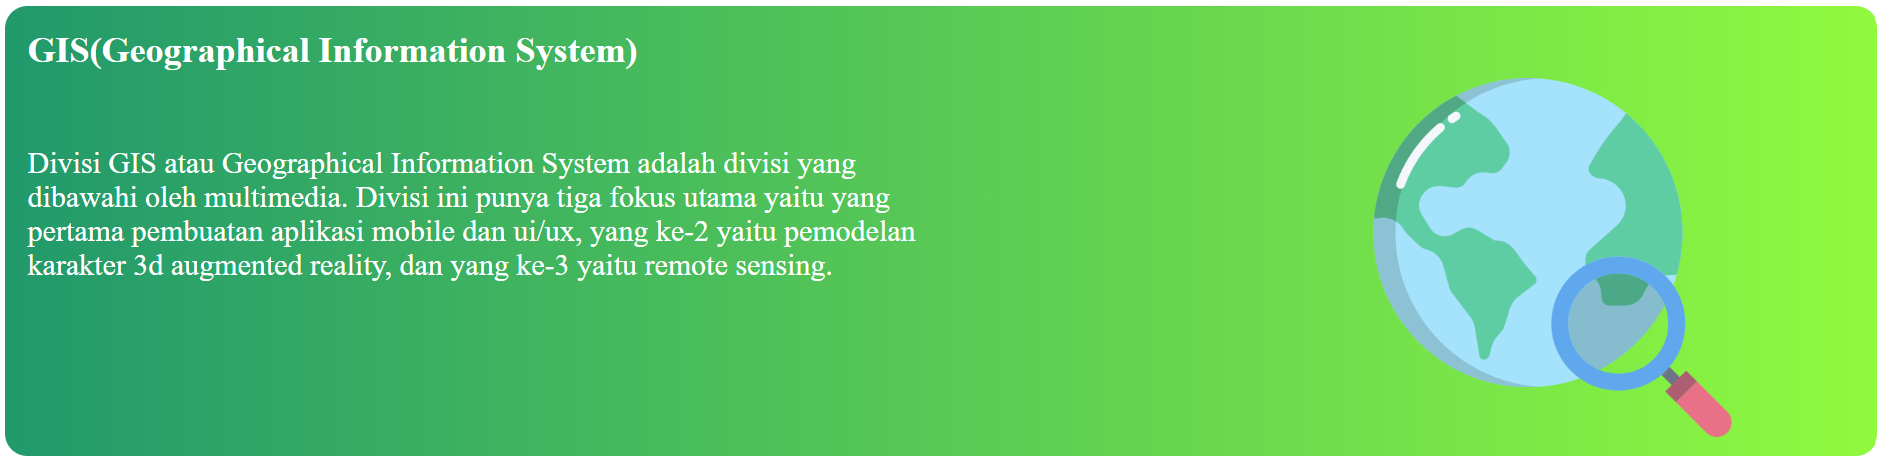 GIS(Geographical Information System)
Divisi GIS atau Geographical Information System adalah divisi yang
dibawahi oleh multimedia. Divisi ini punya tiga fokus utama yaitu yang
pertama pembuatan aplikasi mobile dan ui/ux, yang ke-2 yaitu pemodelan
karakter 3d augmented reality, dan yang ke-3 yaitu remote sensing.